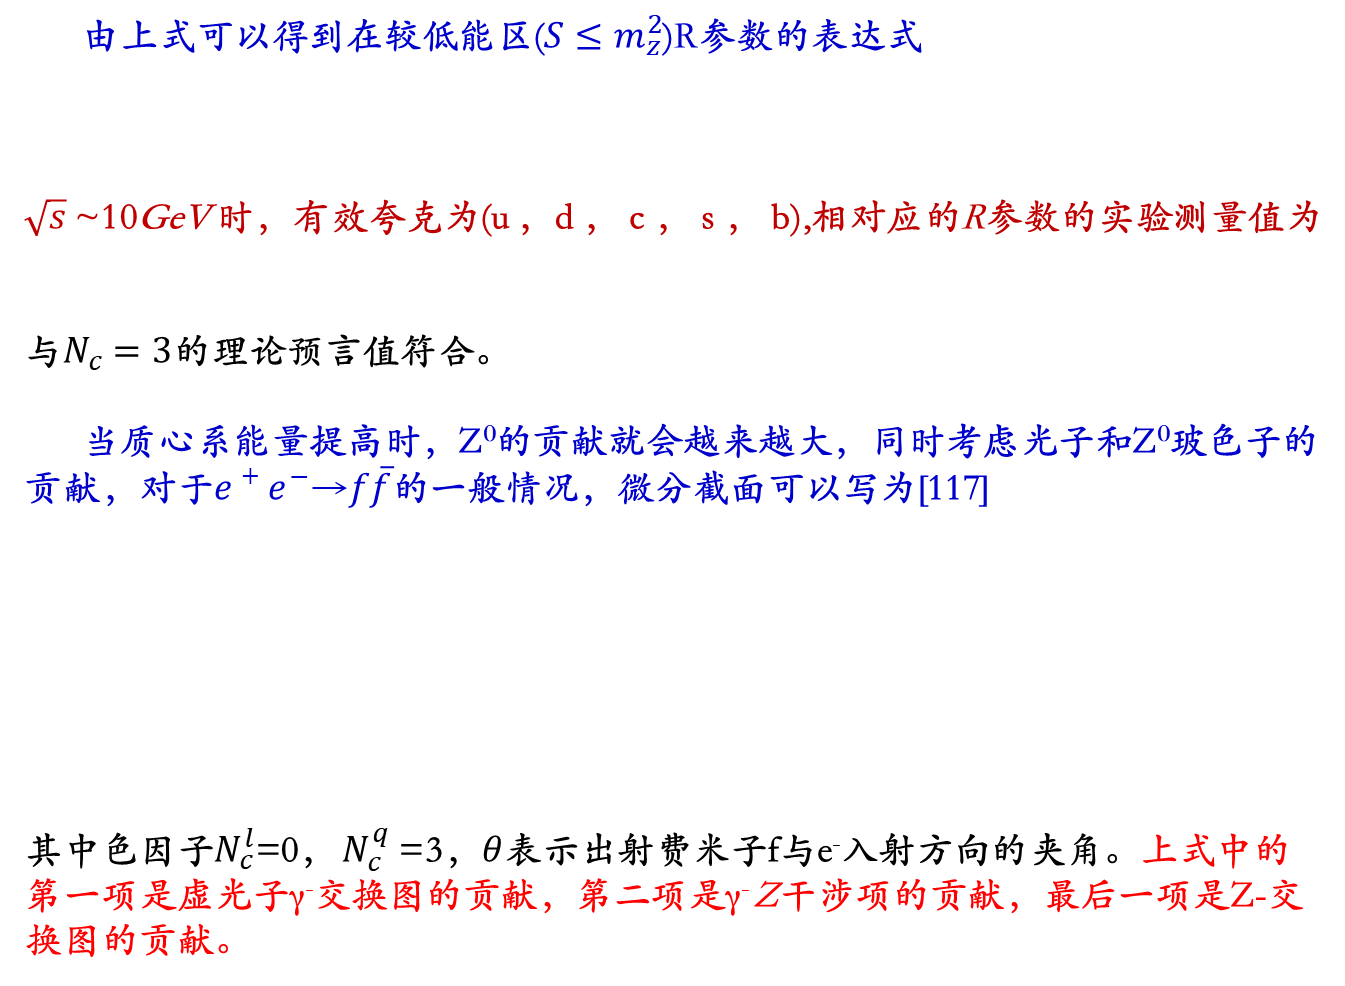 由上式可以得到在较低能区(S ≤ m_Z^2)R参数的表达式
√s ~10GeV时，有效夸克为(u，d，c，s，b),相对应的R参数的实验测量值为
与N_c = 3的理论预言值符合。
当质心系能量提高时，Z⁰的贡献就会越来越大，同时考虑光子和Z⁰玻色子的
贡献，对于e⁺e⁻→ff̄的一般情况，微分截面可以写为[117]
其中色因子N_c^l=0，N_c^q=3，θ表示出射费米子f与e⁻入射方向的夹角。上式中的
第一项是虚光子γ⁻交换图的贡献，第二项是γ⁻Z干涉项的贡献，最后一项是Z-交
换图的贡献。